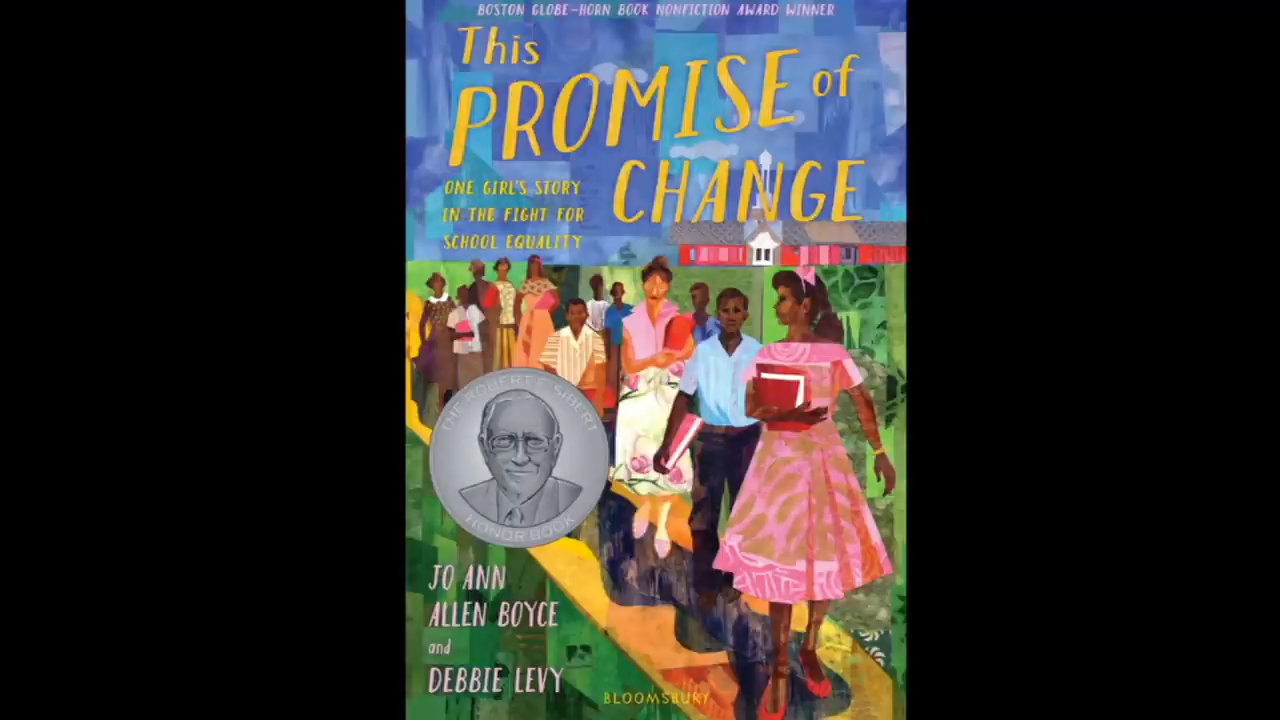 BOSTON GLOBE–HORN BOOK NONFICTION AWARD WINNER
This
PROMISE of
CHANGE
ONE GIRL'S STORY
IN THE FIGHT FOR
SCHOOL EQUALITY
THE ROBERT F. SIBERT
HONOR BOOK
JO ANN
ALLEN BOYCE
and
DEBBIE LEVY
BLOOMSBURY